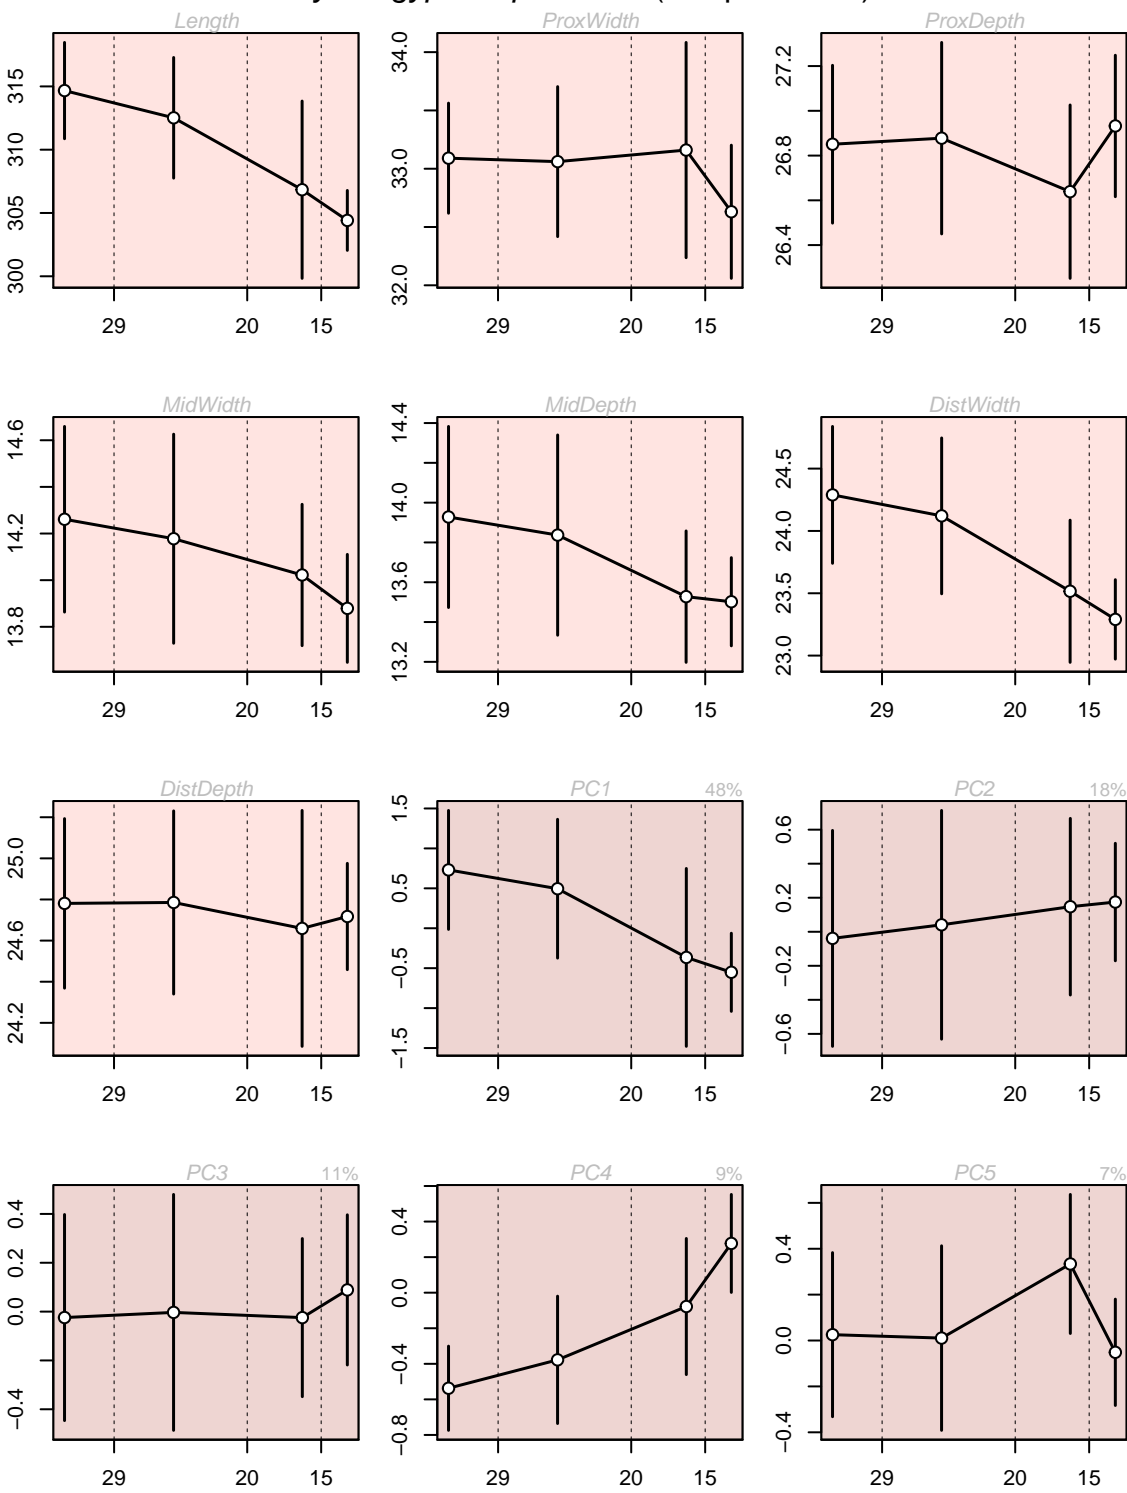 Length ProxWidth ProxDepth
300 305 310 315
32.0 33.0 34.0
26.4 26.8 27.2
29 20 15 29 20 15 29 20 15
MidWidth MidDepth DistWidth
13.8 14.2 14.6
13.2 13.6 14.0 14.4
23.0 23.5 24.0 24.5
29 20 15 29 20 15 29 20 15
DistDepth PC1 48% PC2 18%
24.2 24.6 25.0
−1.5 −0.5 0.5 1.5
−0.6 −0.2 0.2 0.6
29 20 15 29 20 15 29 20 15
PC3 11% PC4 9% PC5 7%
−0.4 0.0 0.2 0.4
−0.8 −0.4 0.0 0.4
−0.4 0.0 0.4
29 20 15 29 20 15 29 20 15